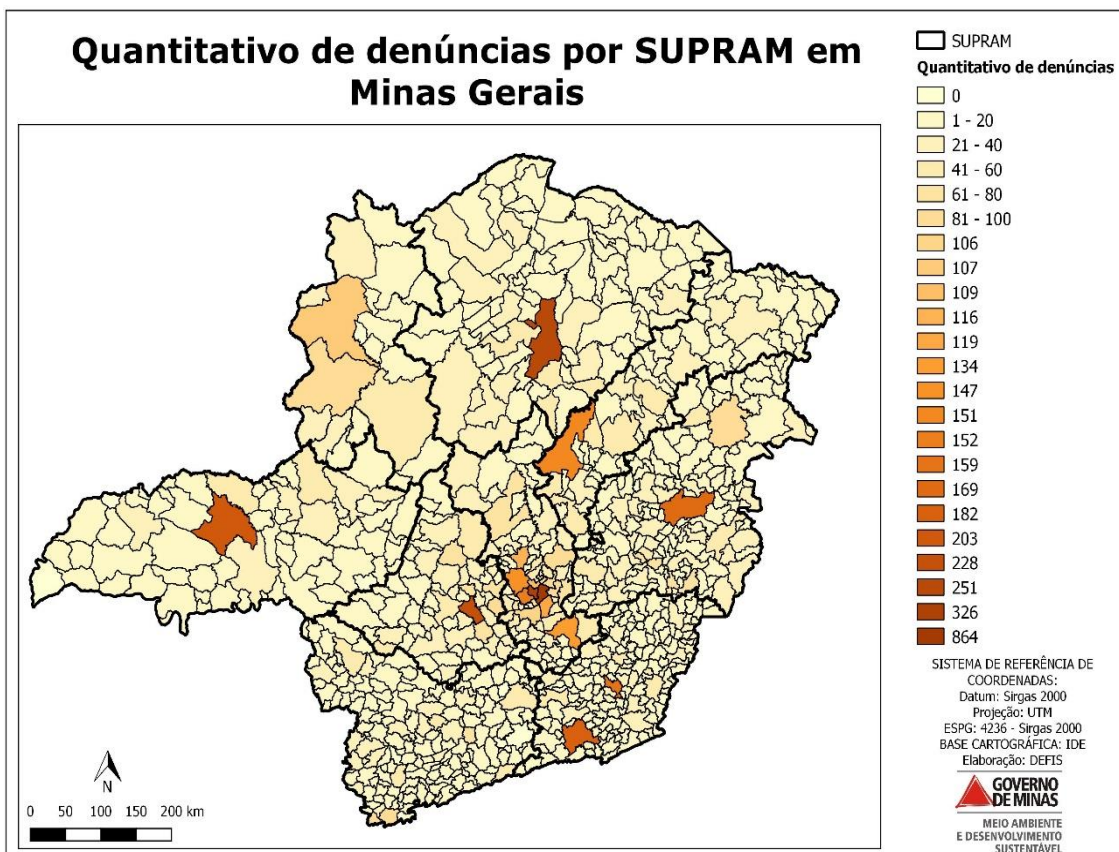 Quantitativo de denúncias por SUPRAM em
Minas Gerais
SUPRAM
Quantitativo de denúncias
0
1 - 20
21 - 40
41 - 60
61 - 80
81 - 100
106
107
109
116
119
134
147
151
152
159
169
182
203
228
251
326
864
SISTEMA DE REFERÊNCIA DE
COORDENADAS:
Datum: Sirgas 2000
Projeção: UTM
ESPG: 4236 - Sirgas 2000
BASE CARTOGRÁFICA: IDE
Elaboração: DEFIS
GOVERNO
DE MINAS
MEIO AMBIENTE
E DESENVOLVIMENTO
SUSTENTÁVEL
N
0 50 100 150 200 km